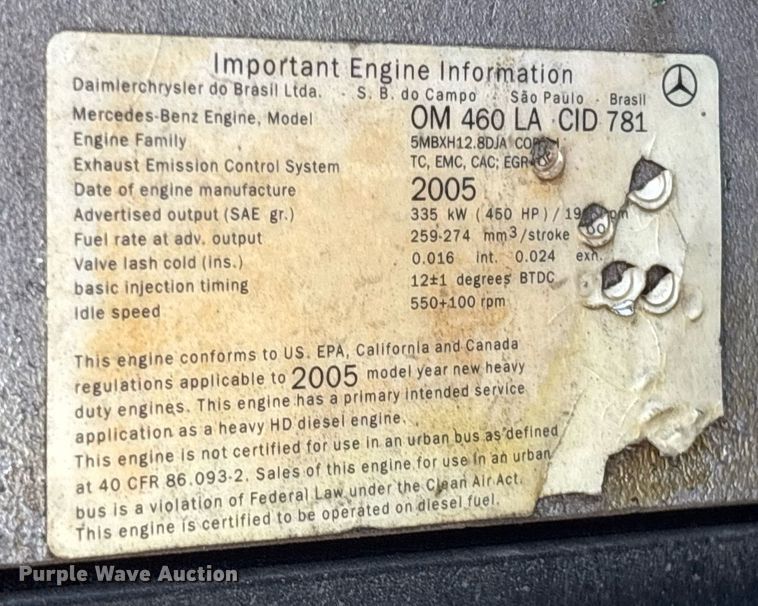 Important Engine Information
Daimlerchrysler do Brasil Ltda. - S. B. do Campo - São Paulo - Brasil
Mercedes-Benz Engine, Model OM 460 LA CID 781
Engine Family 5MBXH12.8DJA
Exhaust Emission Control System TC, EMC, CAC; EGR
Date of engine manufacture 2005
Advertised output (SAE gr.) 335 kW (450 HP) /
Fuel rate at adv. output 259-274 mm³/stroke
Valve lash cold (ins.) 0.016 int. 0.024 exh.
basic injection timing 12±1 degrees BTDC
Idle speed 550+100 rpm
This engine conforms to US. EPA, California and Canada
regulations applicable to 2005 model year new heavy
duty engines. This engine has a primary intended service
application as a heavy HD diesel engine.
This engine is not certified for use in an urban bus as defined
at 40 CFR 86.093-2. Sales of this engine for use in an urban
bus is a violation of Federal Law under the Clean Air Act.
This engine is certified to be operated on diesel fuel.
Purple Wave Auction